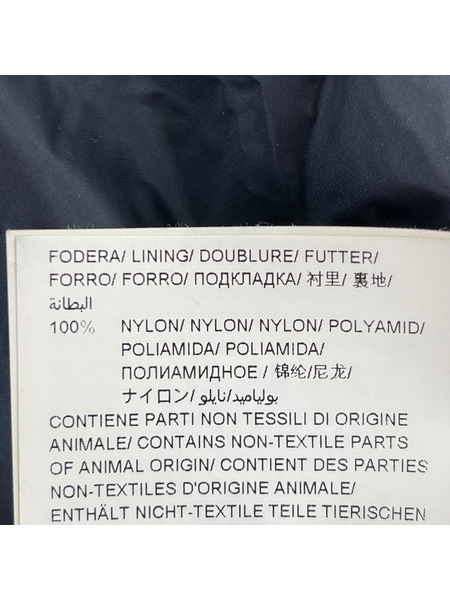 FODERA/ LINING/ DOUBLURE/ FUTTER/
FORRO/ FORRO/ ПОДКЛАДКА/ 衬里/ 裏地/
البطانة
100% NYLON/ NYLON/ NYLON/ POLYAMID/
POLIAMIDA/ POLIAMIDA/
ПОЛИАМИДНОЕ / 锦纶/尼龙/
ナイロン/ بولياميد/نايلو
CONTIENE PARTI NON TESSILI DI ORIGINE
ANIMALE/ CONTAINS NON-TEXTILE PARTS
OF ANIMAL ORIGIN/ CONTIENT DES PARTIES
NON-TEXTILES D'ORIGINE ANIMALE/
ENTHÄLT NICHT-TEXTILE TEILE TIERISCHEN